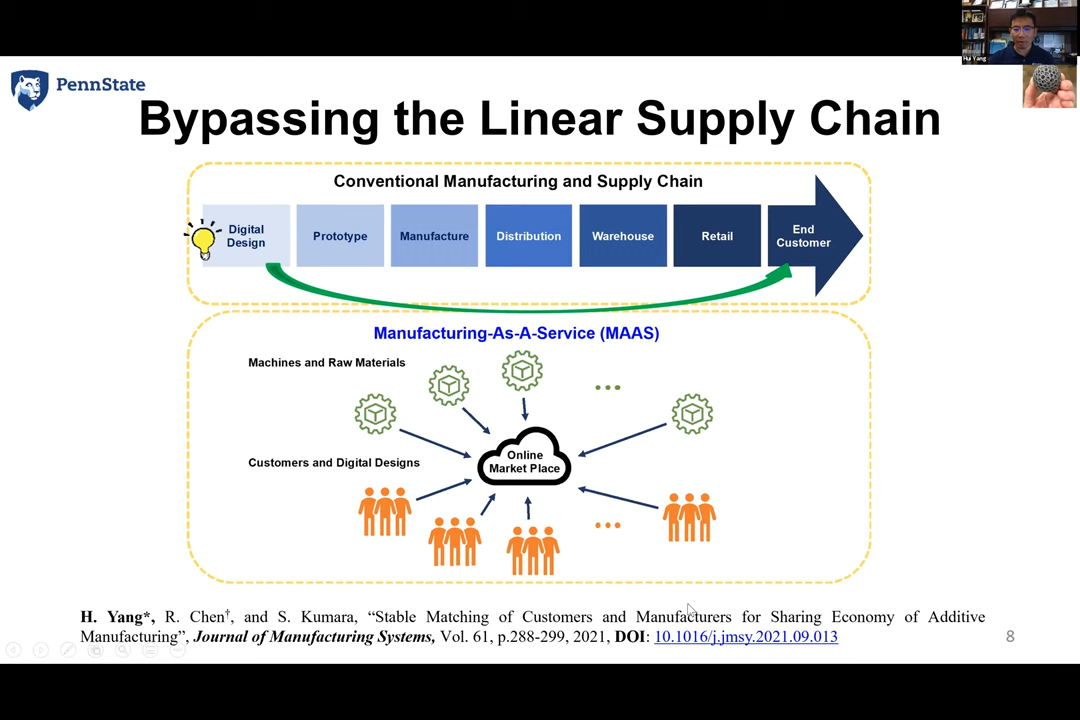 Hui Yang
PennState
Bypassing the Linear Supply Chain
Conventional Manufacturing and Supply Chain
Digital
Design
Prototype
Manufacture
Distribution
Warehouse
Retail
End
Customer
Manufacturing-As-A-Service (MAAS)
Machines and Raw Materials
Customers and Digital Designs
Online
Market Place
H. Yang*, R. Chen†, and S. Kumara, “Stable Matching of Customers and Manufacturers for Sharing Economy of Additive
Manufacturing”, Journal of Manufacturing Systems, Vol. 61, p.288-299, 2021, DOI: 10.1016/j.jmsy.2021.09.013
8